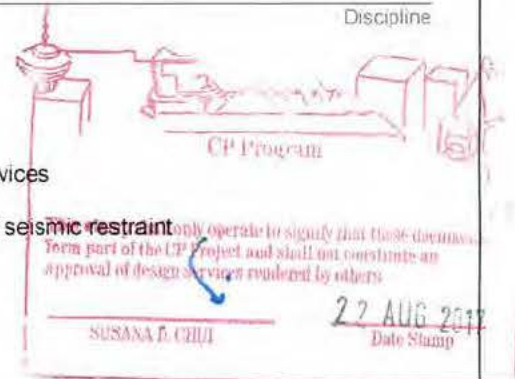 Discipline
CP Program
vices
seismic restraint only operate to signify that these documents
form part of the CP Project and shall not constitute an
approval of design services rendered by others
22 AUG 2017
SUSANA D. CHUI
Date Stamp